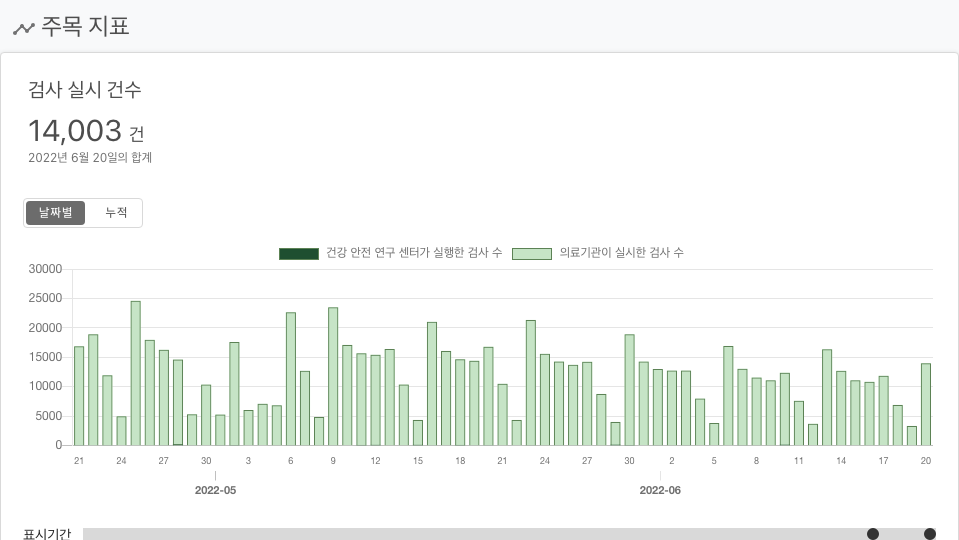 주목 지표
검사 실시 건수
14,003 건
2022년 6월 20일의 합계
날짜별 누적
건강 안전 연구 센터가 실행한 검사 수 의료기관이 실시한 검사 수
30000
25000
20000
15000
10000
5000
0
21 24 27 30 3 6 9 12 15 18 21 24 27 30 2 5 8 11 14 17 20
2022-05 2022-06
표시기간